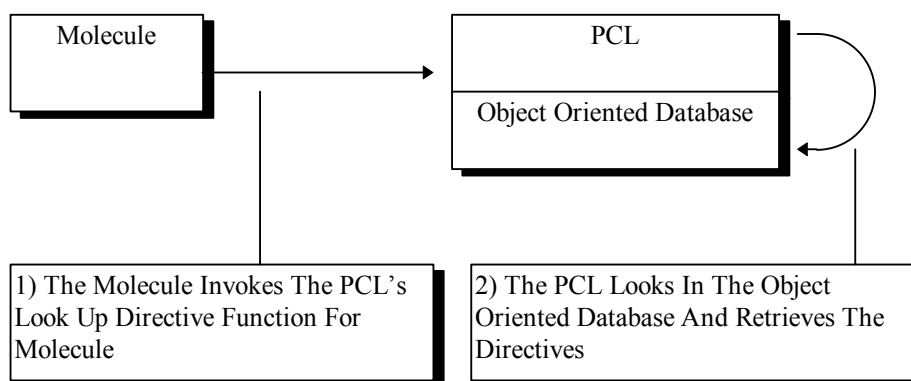 Molecule
PCL
Object Oriented Database
1) The Molecule Invokes The PCL's
Look Up Directive Function For
Molecule
2) The PCL Looks In The Object
Oriented Database And Retrieves The
Directives